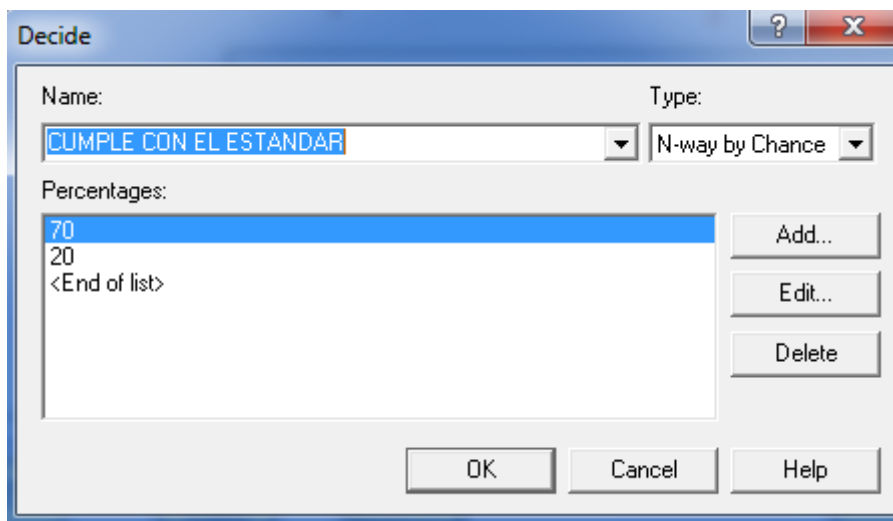 Decide
Name:
Type:
CUMPLE CON EL ESTANDAR
N-way by Chance
Percentages:
70
20
<End of list>
Add...
Edit...
Delete
OK
Cancel
Help